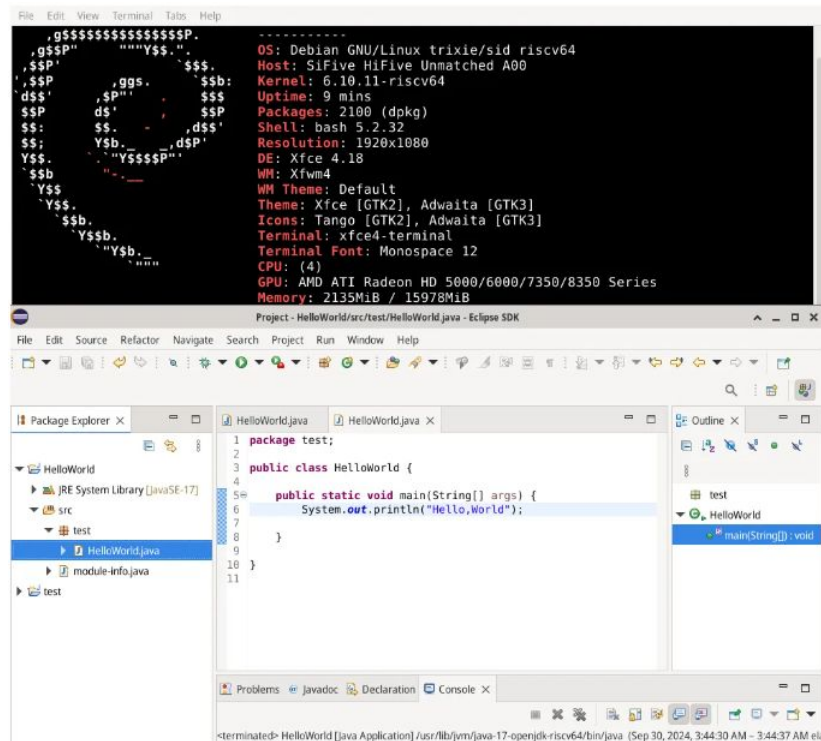 File Edit View Terminal Tabs Help
-----------
OS: Debian GNU/Linux trixie/sid riscv64
Host: SiFive HiFive Unmatched A00
Kernel: 6.10.11-riscv64
Uptime: 9 mins
Packages: 2100 (dpkg)
Shell: bash 5.2.32
Resolution: 1920x1080
DE: Xfce 4.18
WM: Xfwm4
WM Theme: Default
Theme: Xfce [GTK2], Adwaita [GTK3]
Icons: Tango [GTK2], Adwaita [GTK3]
Terminal: xfce4-terminal
Terminal Font: Monospace 12
CPU: (4)
GPU: AMD ATI Radeon HD 5000/6000/7350/8350 Series
Memory: 2135MiB / 15978MiB
Project - HelloWorld/src/test/HelloWorld.java - Eclipse SDK
File Edit Source Refactor Navigate Search Project Run Window Help
Package Explorer
HelloWorld
JRE System Library [JavaSE-17]
src
test
HelloWorld.java
module-info.java
test
HelloWorld.java HelloWorld.java
1 package test;
2
3 public class HelloWorld {
4
5 public static void main(String[] args) {
6 System.out.println("Hello,World");
7
8 }
9
10 }
11
Outline
test
HelloWorld
main(String[]) : void
Problems Javadoc Declaration Console
<terminated> HelloWorld [Java Application] /usr/lib/jvm/java-17-openjdk-riscv64/bin/java (Sep 30, 2024, 3:44:30 AM – 3:44:37 AM ela